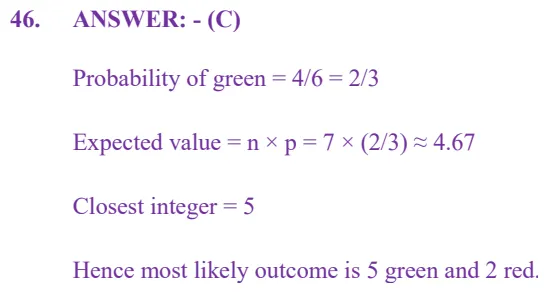 46. ANSWER: - (C)
Probability of green = 4/6 = 2/3
Expected value = n × p = 7 × (2/3) ≈ 4.67
Closest integer = 5
Hence most likely outcome is 5 green and 2 red.